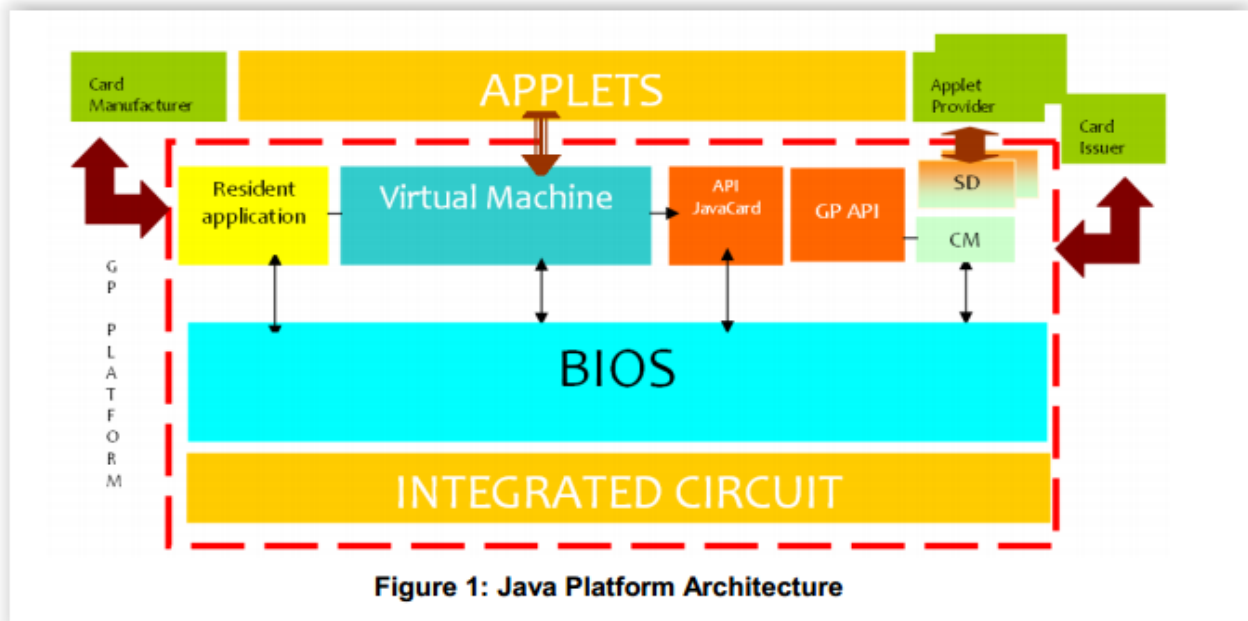 Card
Manufacturer
APPLETS
Applet
Provider
Card
Issuer
Resident
application
Virtual Machine
API
JavaCard
GP API
SD
CM
G
P
P
L
A
T
F
O
R
M
BIOS
INTEGRATED CIRCUIT
Figure 1: Java Platform Architecture